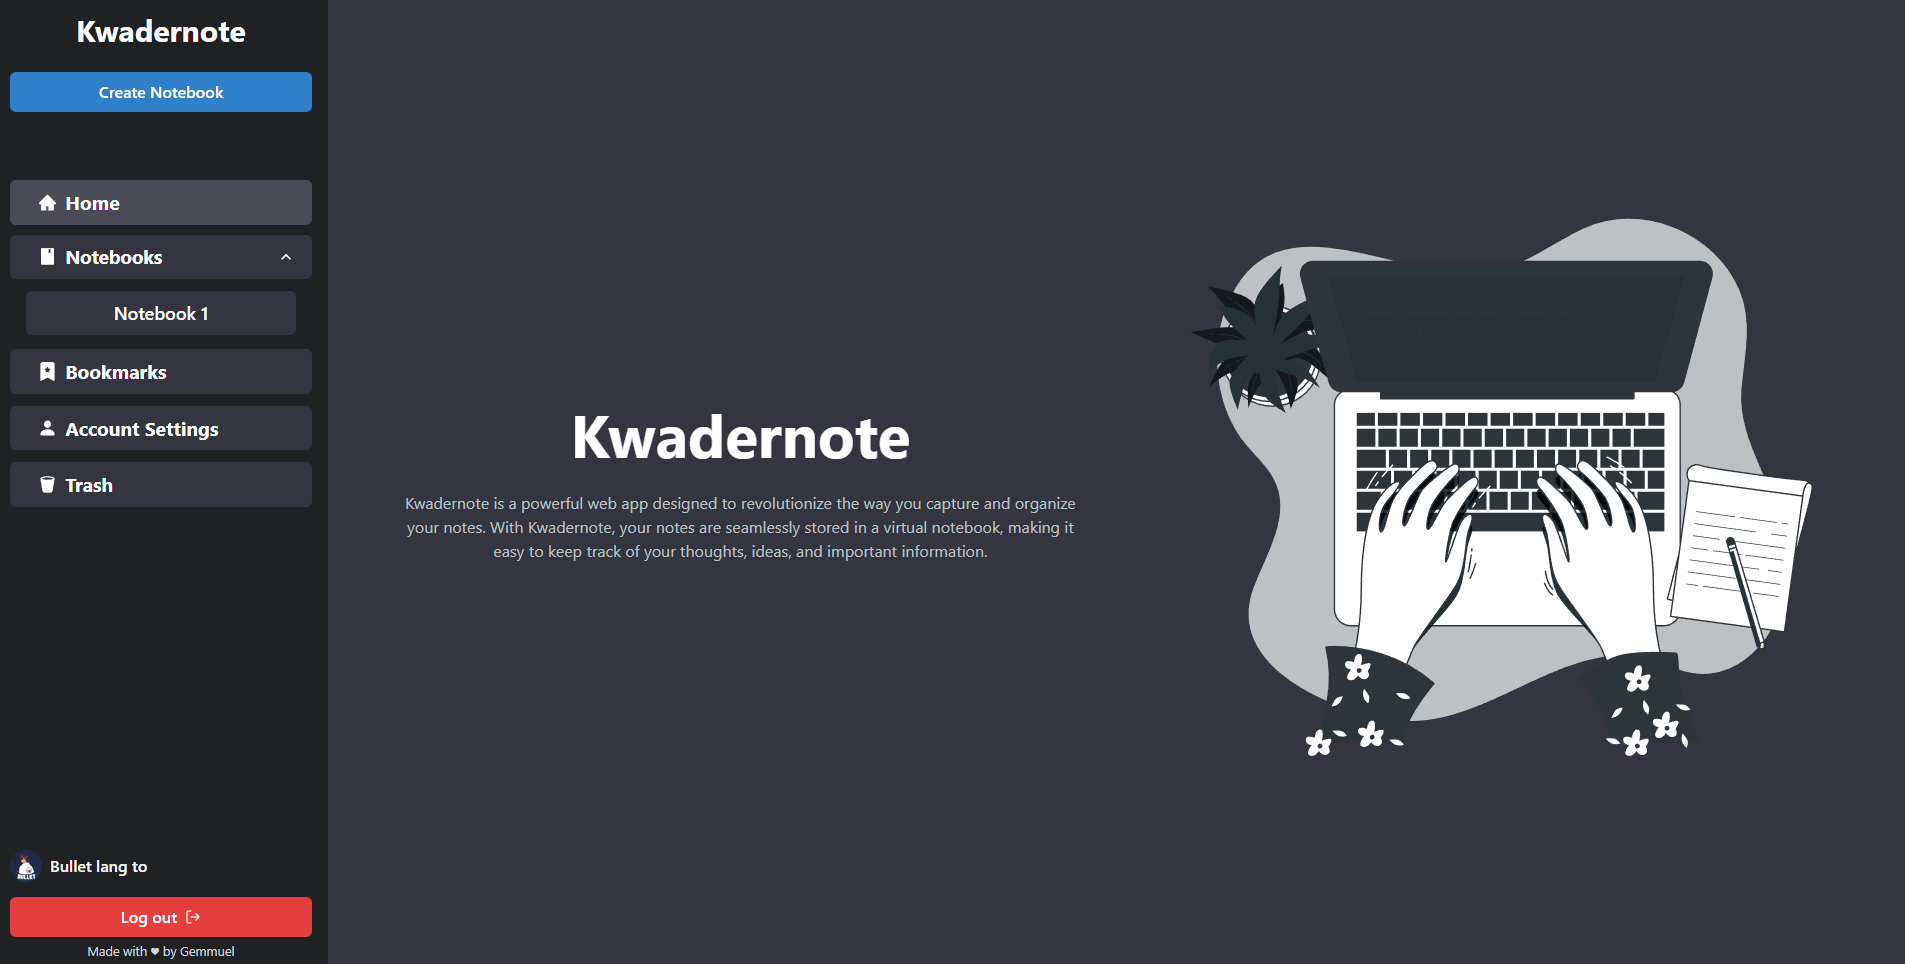 Kwadernote
Create Notebook
Home
Notebooks
Notebook 1
Bookmarks
Account Settings
Trash
BULLET
Bullet lang to
Log out
Made with ♥ by Gemmuel
Kwadernote
Kwadernote is a powerful web app designed to revolutionize the way you capture and organize
your notes. With Kwadernote, your notes are seamlessly stored in a virtual notebook, making it
easy to keep track of your thoughts, ideas, and important information.